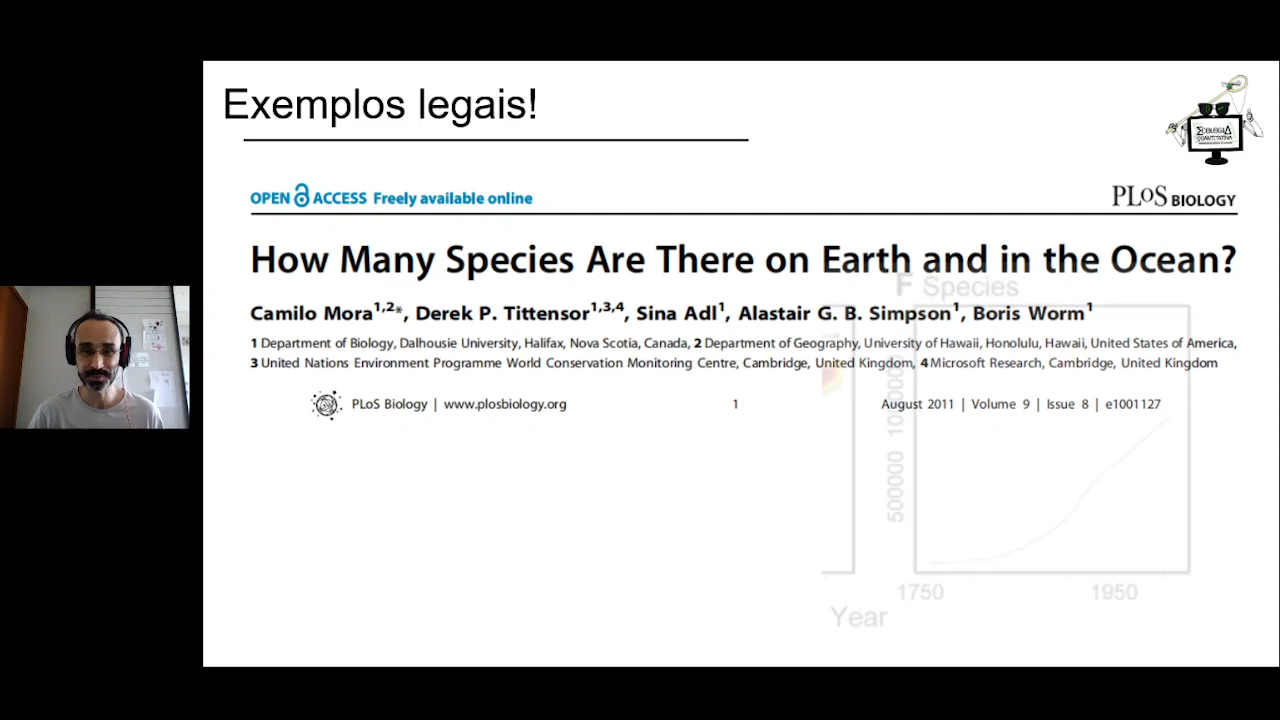 Exemplos legais!
ECOLOGIA
QUANTITATIVA
OPEN ACCESS Freely available online
PLoS BIOLOGY
How Many Species Are There on Earth and in the Ocean?
Camilo Mora1,2*, Derek P. Tittensor1,3,4, Sina Adl1, Alastair G. B. Simpson1, Boris Worm1
1 Department of Biology, Dalhousie University, Halifax, Nova Scotia, Canada, 2 Department of Geography, University of Hawaii, Honolulu, Hawaii, United States of America,
3 United Nations Environment Programme World Conservation Monitoring Centre, Cambridge, United Kingdom, 4 Microsoft Research, Cambridge, United Kingdom
PLoS Biology | www.plosbiology.org
1
August 2011 | Volume 9 | Issue 8 | e1001127
F Species
500000
1750
1950
Year